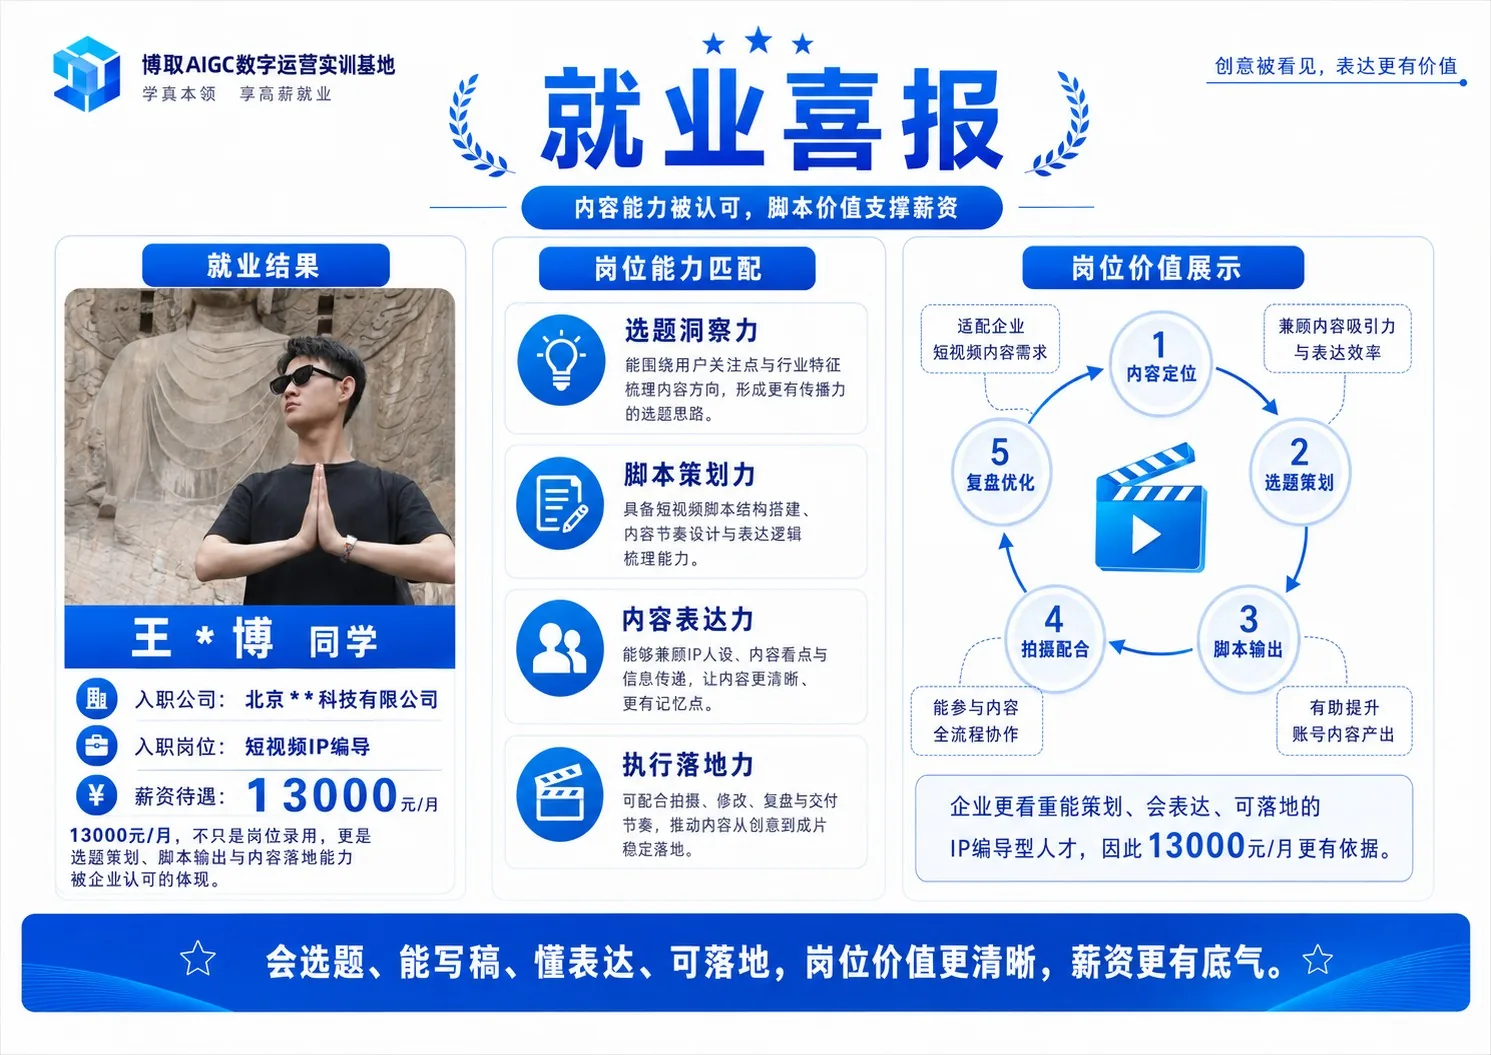 博取AIGC数字运营实训基地
学真本领 享高薪就业
就业喜报
创意被看见，表达更有价值
内容能力被认可，脚本价值支撑薪资
就业结果
王*博 同学
入职公司： 北京**科技有限公司
入职岗位： 短视频IP编导
薪资待遇： 13000元/月
13000元/月，不只是岗位录用，更是
选题策划、脚本输出与内容落地能力
被企业认可的体现。
岗位能力匹配
选题洞察力
能围绕用户关注点与行业特征
梳理内容方向，形成更有传播力
的选题思路。
脚本策划力
具备短视频脚本结构搭建、
内容节奏设计与表达逻辑
梳理能力。
内容表达力
能够兼顾IP人设、内容看点与
信息传递，让内容更清晰、
更有记忆点。
执行落地力
可配合拍摄、修改、复盘与交付
节奏，推动内容从创意到成片
稳定落地。
岗位价值展示
适配企业
短视频内容需求
1
内容定位
兼顾内容吸引力
与表达效率
5
复盘优化
2
选题策划
4
拍摄配合
3
脚本输出
能参与内容
全流程协作
有助提升
账号内容产出
企业更看重能策划、会表达、可落地的
IP编导型人才，因此13000元/月更有依据。
会选题、能写稿、懂表达、可落地，岗位价值更清晰，薪资更有底气。